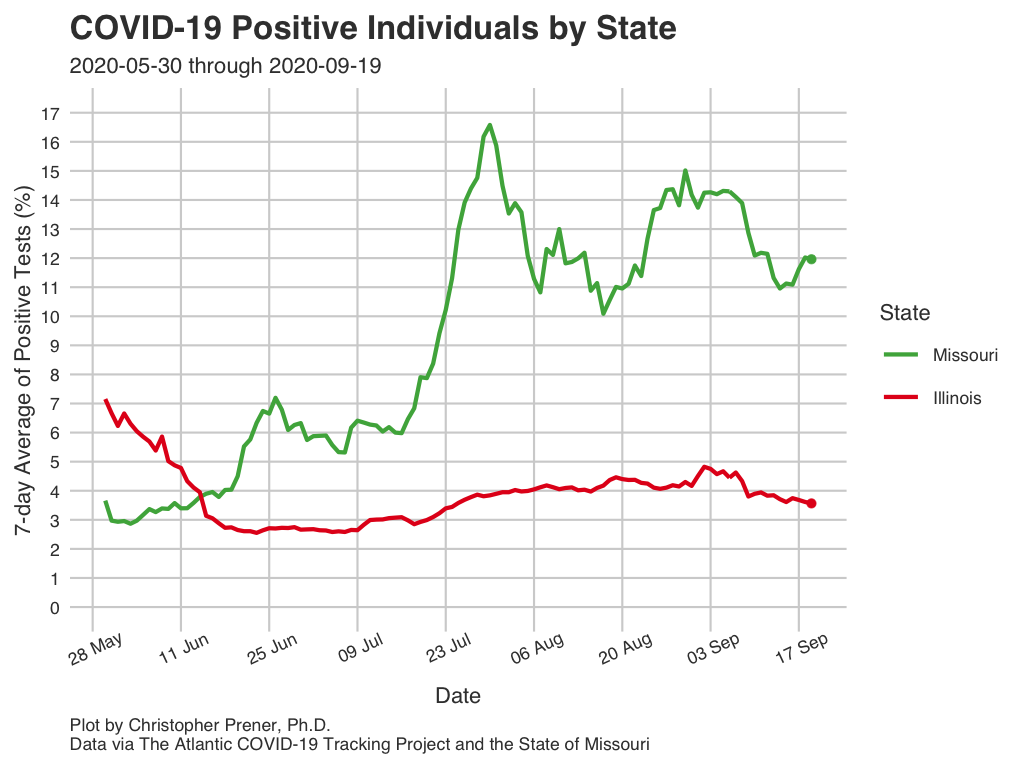 COVID-19 Positive Individuals by State
2020-05-30 through 2020-09-19
7-day Average of Positive Tests (%)
17
16
15
14
13
12
11
10
9
8
7
6
5
4
3
2
1
0
28 May
11 Jun
25 Jun
09 Jul
23 Jul
06 Aug
20 Aug
03 Sep
17 Sep
Date
State
Missouri
Illinois
Plot by Christopher Prener, Ph.D.
Data via The Atlantic COVID-19 Tracking Project and the State of Missouri